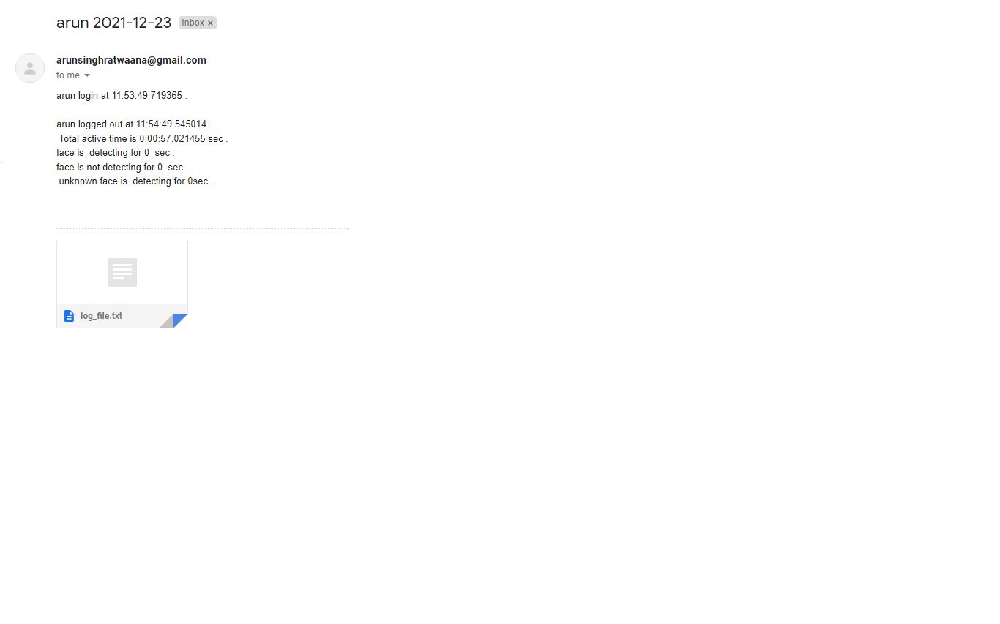 arun 2021-12-23 Inbox ×
arunsinghratwaana@gmail.com
to me
arun login at 11:53:49.719365 .
arun logged out at 11:54:49.545014 .
Total active time is 0:00:57.021455 sec .
face is  detecting for 0  sec .
face is not detecting for 0  sec  .
unknown face is  detecting for 0sec  .
log_file.txt